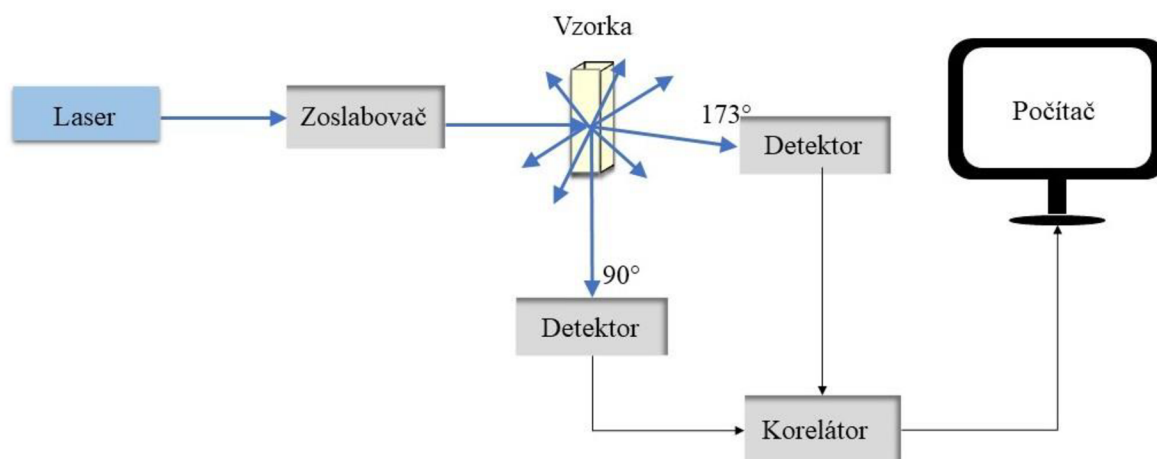 Vzorka
Laser
Zoslabovač
173°
Detektor
Počítač
90°
Detektor
Korelátor